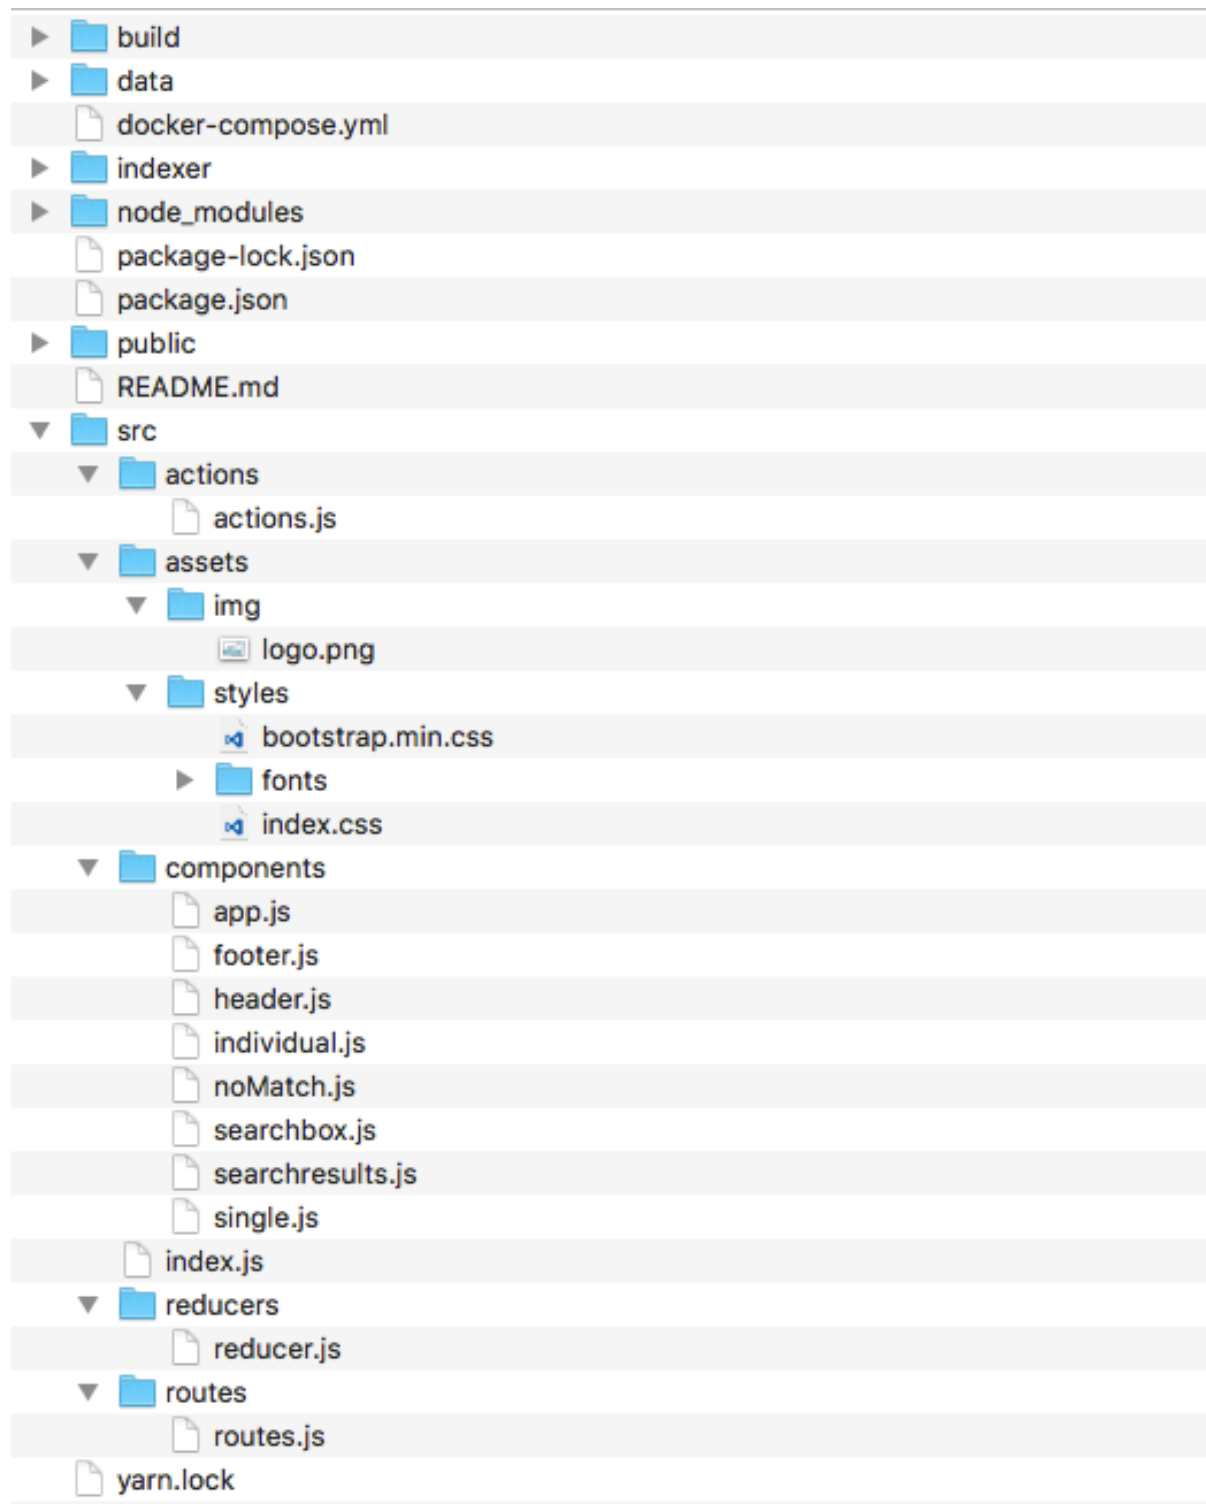 build
data
docker-compose.yml
indexer
node_modules
package-lock.json
package.json
public
README.md
src
actions
actions.js
assets
img
logo.png
styles
bootstrap.min.css
fonts
index.css
components
app.js
footer.js
header.js
individual.js
noMatch.js
searchbox.js
searchresults.js
single.js
index.js
reducers
reducer.js
routes
routes.js
yarn.lock